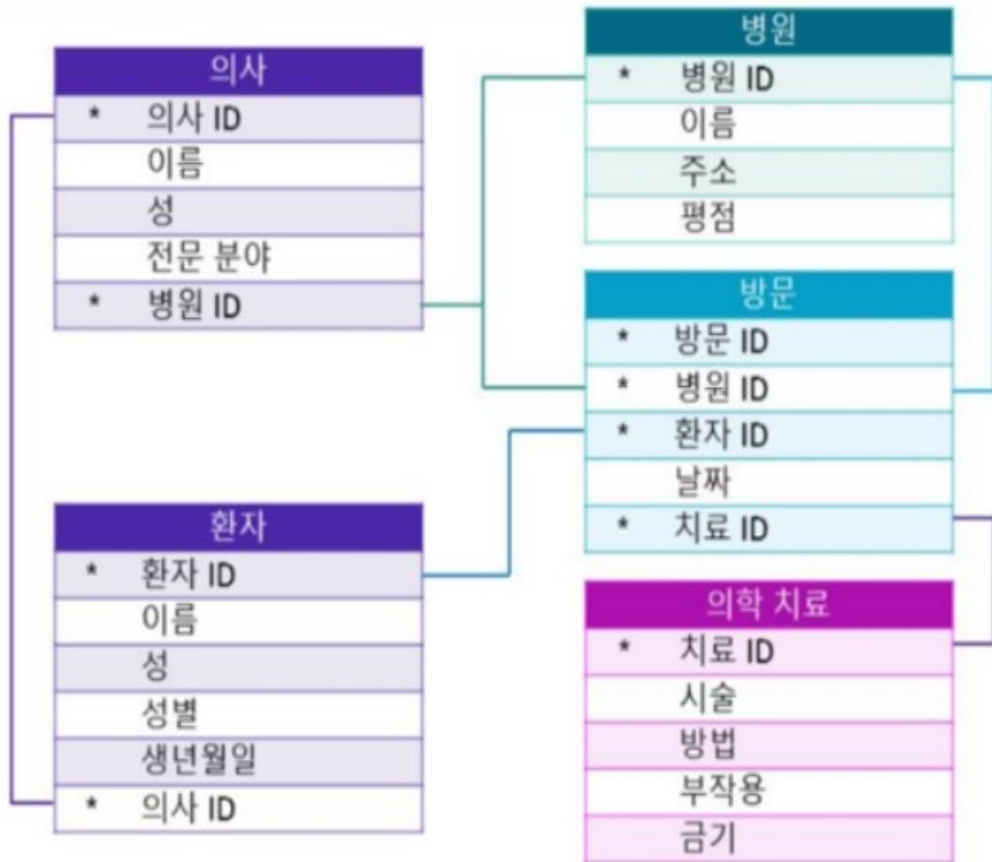 의사
* 의사 ID
이름
성
전문 분야
* 병원 ID
환자
* 환자 ID
이름
성
성별
생년월일
* 의사 ID
병원
* 병원 ID
이름
주소
평점
방문
* 방문 ID
* 병원 ID
* 환자 ID
날짜
* 치료 ID
의학 치료
* 치료 ID
시술
방법
부작용
금기